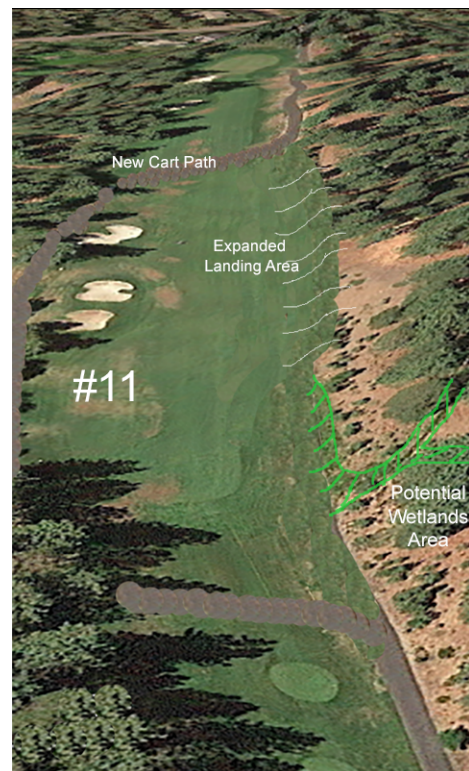 New Cart Path
Expanded
Landing Area
#11
Potential
Wetlands
Area